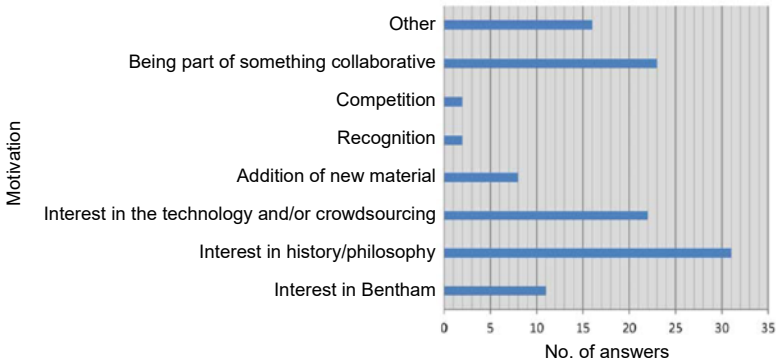 Other
Being part of something collaborative
Competition
Recognition
Addition of new material
Interest in the technology and/or crowdsourcing
Interest in history/philosophy
Interest in Bentham
Motivation
0 5 10 15 20 25 30 35
No. of answers